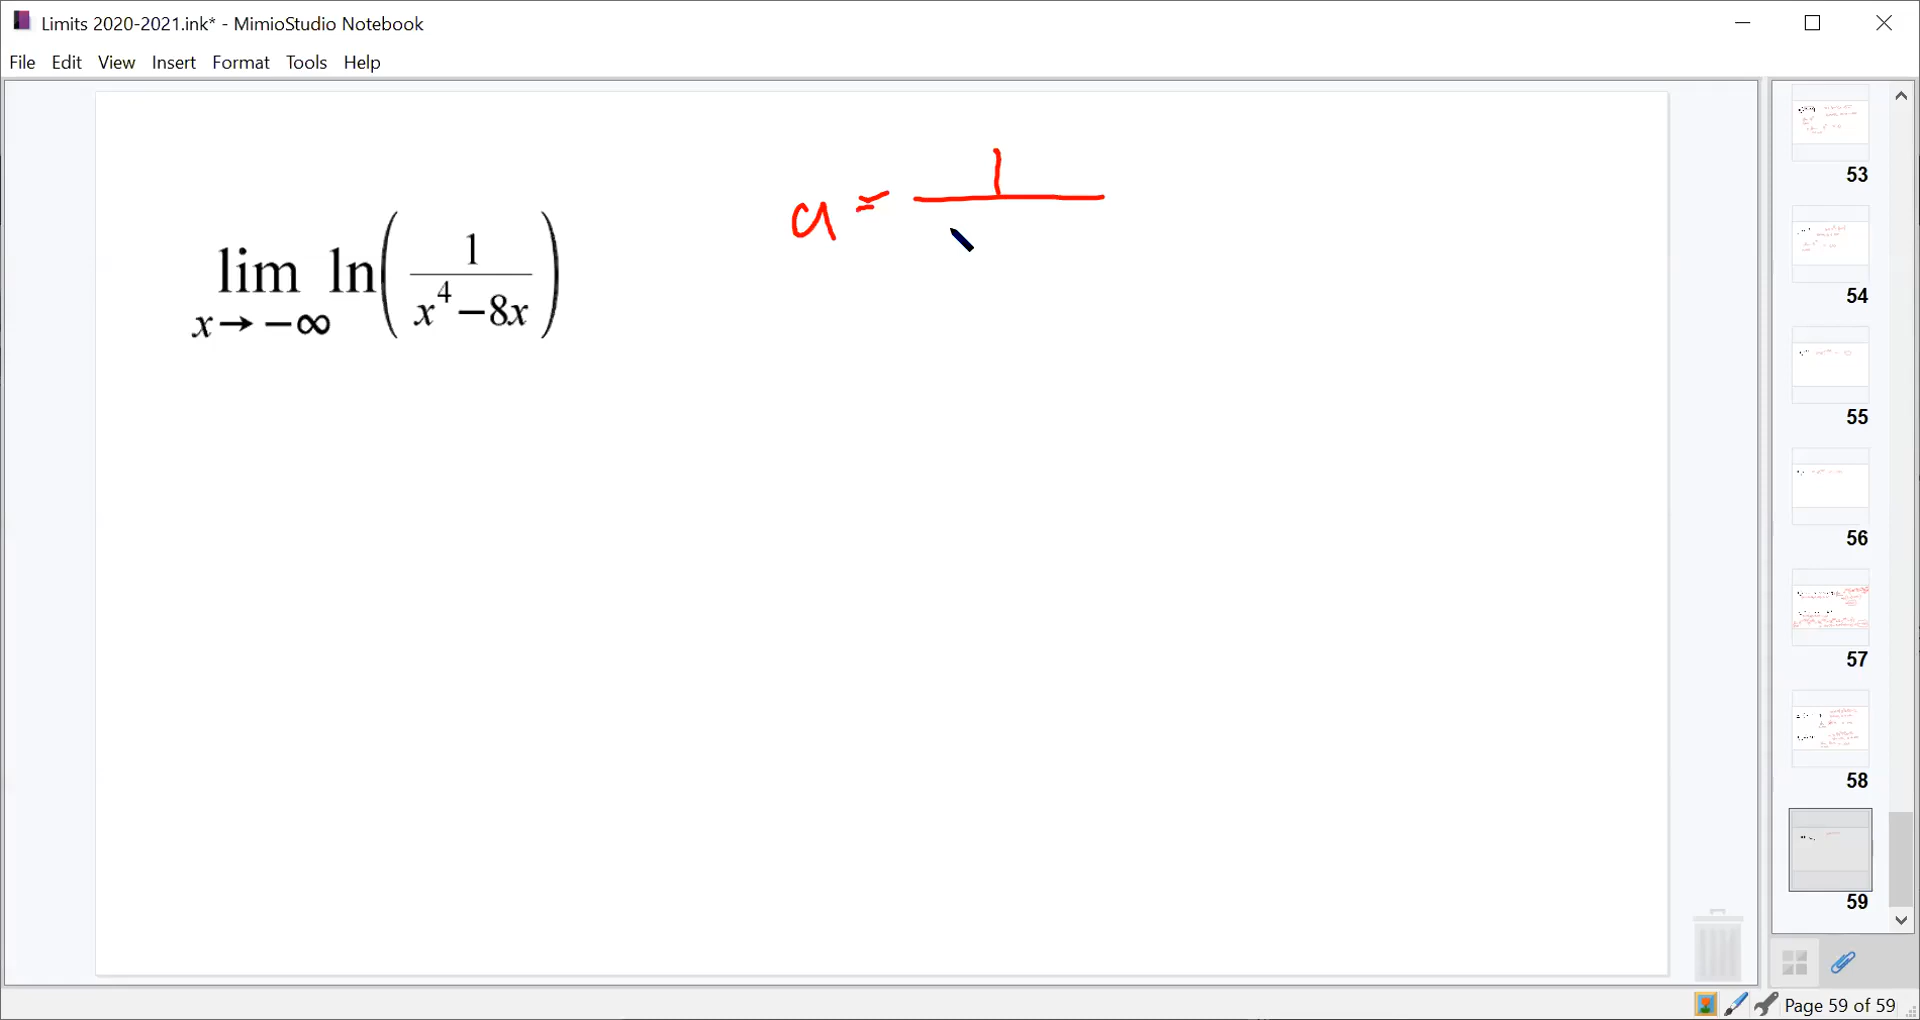 Limits 2020-2021.ink* - MimioStudio Notebook
File Edit View Insert Format Tools Help
lim ln(1/(x⁴−8x))
x→−∞
a = 1
53
54
55
56
57
58
59
Page 59 of 59